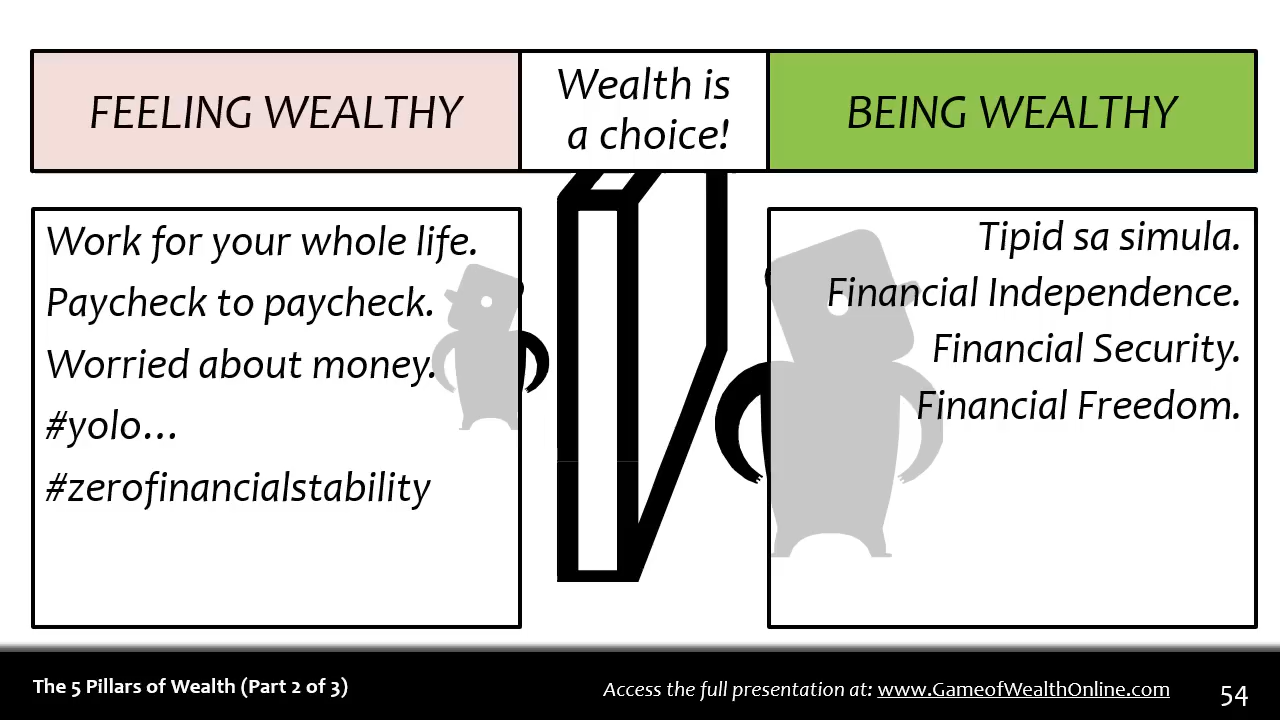 FEELING WEALTHY
Wealth is
a choice!
BEING WEALTHY
Work for your whole life.
Paycheck to paycheck.
Worried about money.
#yolo...
#zerofinancialstability
Tipid sa simula.
Financial Independence.
Financial Security.
Financial Freedom.
The 5 Pillars of Wealth (Part 2 of 3)
Access the full presentation at: www.GameofWealthOnline.com
54